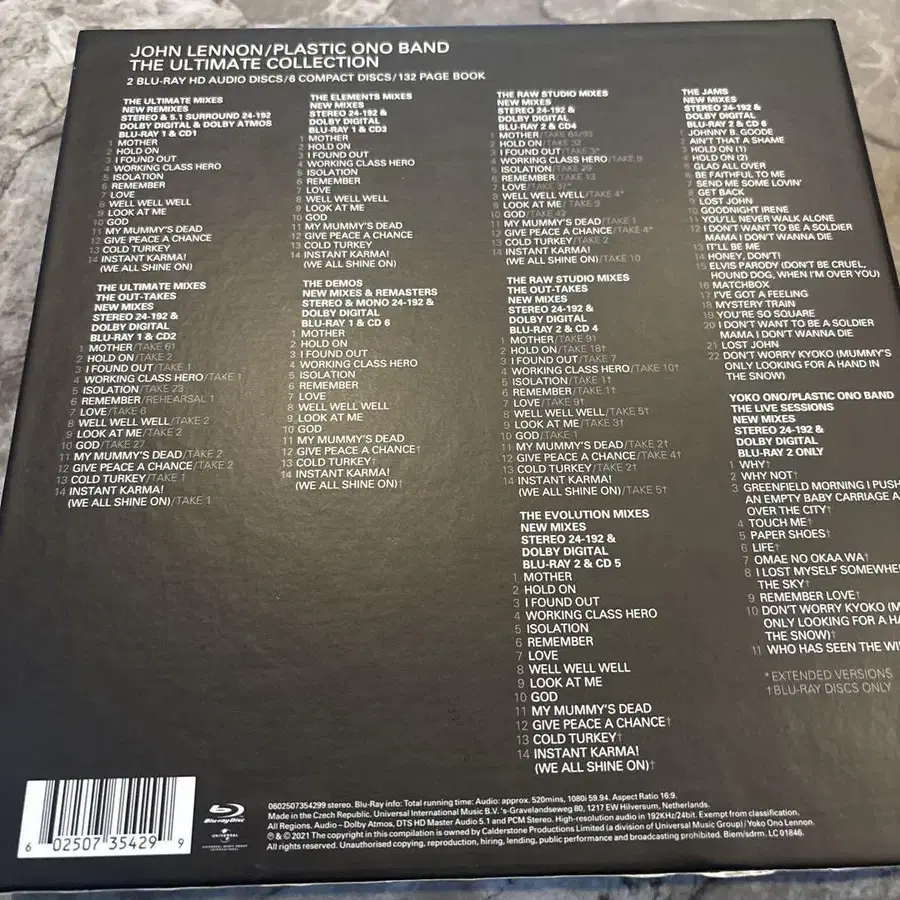 JOHN LENNON/PLASTIC ONO BAND
THE ULTIMATE COLLECTION
2 BLU-RAY HD AUDIO DISCS/6 COMPACT DISCS/132 PAGE BOOK
THE ULTIMATE MIXES
NEW REMIXES
STEREO & 5.1 SURROUND 24-192
DOLBY DIGITAL & DOLBY ATMOS
BLU-RAY 1 & CD1
1 MOTHER
2 HOLD ON
3 I FOUND OUT
4 WORKING CLASS HERO
5 ISOLATION
6 REMEMBER
7 LOVE
8 WELL WELL WELL
9 LOOK AT ME
10 GOD
11 MY MUMMY'S DEAD
12 GIVE PEACE A CHANCE
13 COLD TURKEY
14 INSTANT KARMA!
(WE ALL SHINE ON)
THE ULTIMATE MIXES
THE OUT-TAKES
NEW MIXES
STEREO 24-192 &
DOLBY DIGITAL
BLU-RAY 1 & CD2
1 MOTHER/TAKE 61
2 HOLD ON/TAKE 2
3 I FOUND OUT/TAKE 1
4 WORKING CLASS HERO/TAKE 1
5 ISOLATION/TAKE 23
6 REMEMBER/REHEARSAL 1
7 LOVE/TAKE 6
8 WELL WELL WELL/TAKE 2
9 LOOK AT ME/TAKE 2
10 GOD/TAKE 27
11 MY MUMMY'S DEAD/TAKE 2
12 GIVE PEACE A CHANCE/TAKE 2
13 COLD TURKEY/TAKE 1
14 INSTANT KARMA!
(WE ALL SHINE ON)/TAKE 1
THE ELEMENTS MIXES
NEW MIXES
STEREO 24-192 &
DOLBY DIGITAL
BLU-RAY 1 & CD3
1 MOTHER
2 HOLD ON
3 I FOUND OUT
4 WORKING CLASS HERO
5 ISOLATION
6 REMEMBER
7 LOVE
8 WELL WELL WELL
9 LOOK AT ME
10 GOD
11 MY MUMMY'S DEAD
12 GIVE PEACE A CHANCE
13 COLD TURKEY
14 INSTANT KARMA!
(WE ALL SHINE ON)
THE DEMOS
NEW MIXES & REMASTERS
STEREO & MONO 24-192 &
DOLBY DIGITAL
BLU-RAY 1 & CD 6
1 MOTHER
2 HOLD ON
3 I FOUND OUT
4 WORKING CLASS HERO
5 ISOLATION
6 REMEMBER
7 LOVE
8 WELL WELL WELL
9 LOOK AT ME
10 GOD
11 MY MUMMY'S DEAD
12 GIVE PEACE A CHANCE†
13 COLD TURKEY†
14 INSTANT KARMA!
(WE ALL SHINE ON)†
THE RAW STUDIO MIXES
NEW MIXES
STEREO 24-192 &
DOLBY DIGITAL
BLU-RAY 2 & CD4
1 MOTHER/TAKE 64/93
2 HOLD ON/TAKE 32
3 I FOUND OUT/TAKE 3*
4 WORKING CLASS HERO/TAKE 9
5 ISOLATION/TAKE 29
6 REMEMBER/TAKE 13
7 LOVE/TAKE 37*
8 WELL WELL WELL/TAKE 4*
9 LOOK AT ME/TAKE 9
10 GOD/TAKE 42
11 MY MUMMY'S DEAD/TAKE 1
12 GIVE PEACE A CHANCE/TAKE 4*
13 COLD TURKEY/TAKE 2
14 INSTANT KARMA!
(WE ALL SHINE ON)/TAKE 10
THE RAW STUDIO MIXES
THE OUT-TAKES
NEW MIXES
STEREO 24-192 &
DOLBY DIGITAL
BLU-RAY 2 & CD 4
1 MOTHER/TAKE 91
2 HOLD ON/TAKE 18†
3 I FOUND OUT/TAKE 7
4 WORKING CLASS HERO/TAKE 10†
5 ISOLATION/TAKE 1†
6 REMEMBER/TAKE 1†
7 LOVE/TAKE 9†
8 WELL WELL WELL/TAKE 5†
9 LOOK AT ME/TAKE 3†
10 GOD/TAKE 1
11 MY MUMMY'S DEAD/TAKE 2†
12 GIVE PEACE A CHANCE/TAKE 4†
13 COLD TURKEY/TAKE 2†
14 INSTANT KARMA!
(WE ALL SHINE ON)/TAKE 5†
THE EVOLUTION MIXES
NEW MIXES
STEREO 24-192 &
DOLBY DIGITAL
BLU-RAY 2 & CD 5
1 MOTHER
2 HOLD ON
3 I FOUND OUT
4 WORKING CLASS HERO
5 ISOLATION
6 REMEMBER
7 LOVE
8 WELL WELL WELL
9 LOOK AT ME
10 GOD
11 MY MUMMY'S DEAD
12 GIVE PEACE A CHANCE†
13 COLD TURKEY†
14 INSTANT KARMA!
(WE ALL SHINE ON)†
THE JAMS
NEW MIXES
STEREO 24-192 &
DOLBY DIGITAL
BLU-RAY 2 & CD 6
1 JOHNNY B. GOODE
2 AIN'T THAT A SHAME
3 HOLD ON (1)
4 HOLD ON (2)
5 GLAD ALL OVER
6 BE FAITHFUL TO ME
7 SEND ME SOME LOVIN'
8 GET BACK
9 LOST JOHN
10 GOODNIGHT IRENE
11 YOU'LL NEVER WALK ALONE
12 I DON'T WANT TO BE A SOLDIER
MAMA I DON'T WANNA DIE
13 IT'LL BE ME
14 HONEY, DON'T!
15 ELVIS PARODY (DON'T BE CRUEL,
HOUND DOG, WHEN I'M OVER YOU)
16 MATCHBOX
17 I'VE GOT A FEELING
18 MYSTERY TRAIN
19 YOU'RE SO SQUARE
20 I DON'T WANT TO BE A SOLDIER
MAMA I DON'T WANNA DIE
21 LOST JOHN
22 DON'T WORRY KYOKO (MUMMY'S
ONLY LOOKING FOR A HAND IN
THE SNOW)
YOKO ONO/PLASTIC ONO BAND
THE LIVE SESSIONS
NEW MIXES
STEREO 24-192 &
DOLBY DIGITAL
BLU-RAY 2 ONLY
1 WHY†
2 WHY NOT†
3 GREENFIELD MORNING I PUSH
AN EMPTY BABY CARRIAGE A
OVER THE CITY†
4 TOUCH ME†
5 PAPER SHOES†
6 LIFE†
7 OMAE NO OKAA WA†
8 I LOST MYSELF SOMEWHE
THE SKY†
9 REMEMBER LOVE†
10 DON'T WORRY KYOKO (M
ONLY LOOKING FOR A HA
THE SNOW)†
11 WHO HAS SEEN THE WI
*EXTENDED VERSIONS
†BLU-RAY DISCS ONLY
6 02507 35429 9
Blu-ray Disc
UNIVERSAL
0602507354299 stereo. Blu-Ray info: Total running time: Audio: approx. 520mins, 1080i 59.94. Aspect Ratio 16:9.
Made in the Czech Republic. Universal International Music B.V. 's-Gravelandseweg 80, 1217 EW Hilversum, Netherlands.
All Regions. Audio - Dolby Atmos, DTS HD Master Audio 5.1 and PCM Stereo. High-resolution audio in 192KHz/24bit. Exempt from classification.
℗ & © 2021 The copyright in this compilation is owned by Calderstone Productions Limited (a division of Universal Music Group)/Yoko Ono Lennon.
All rights reserved. Unauthorised copying, reproduction, hiring, lending, public performance and broadcasting prohibited. Biem/sdrm. LC 01846.